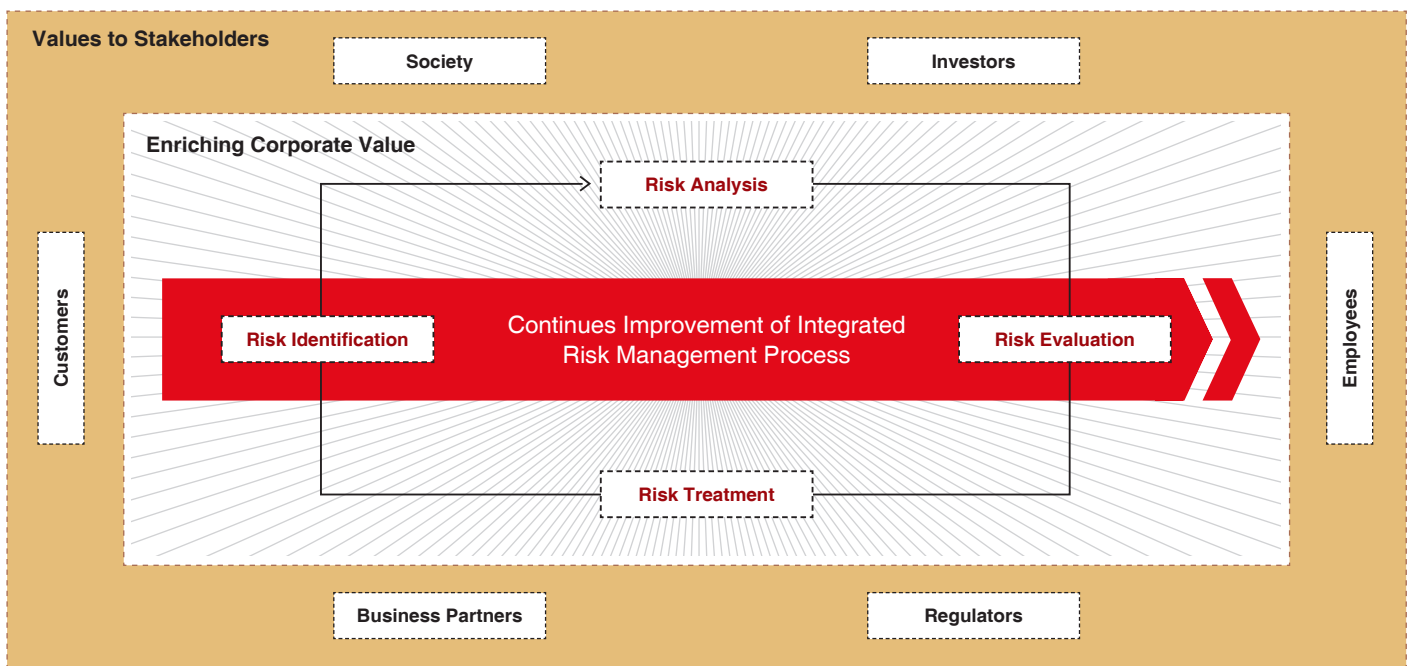 Values to Stakeholders
Society
Investors
Enriching Corporate Value
Risk Analysis
Customers
Risk Identification
Continues Improvement of Integrated
Risk Management Process
Risk Evaluation
Employees
Risk Treatment
Business Partners
Regulators